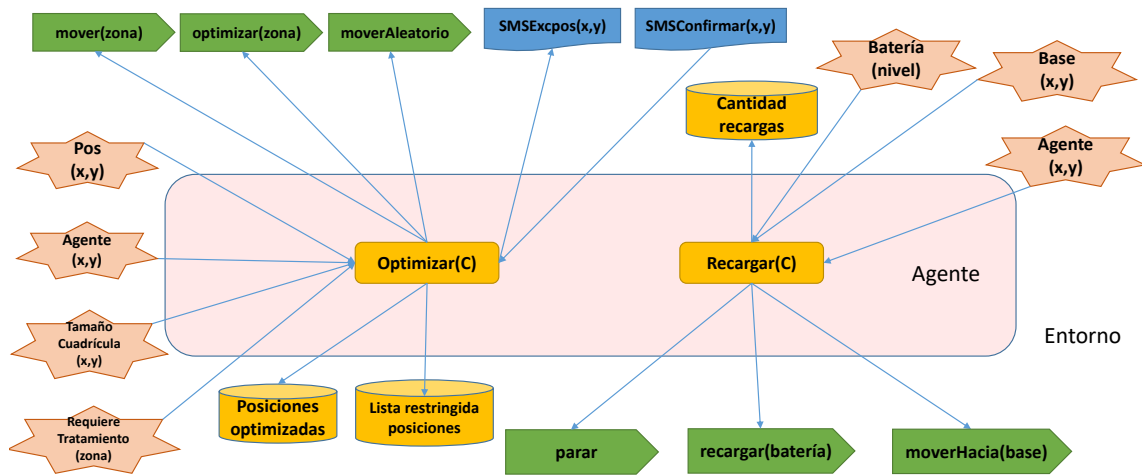 mover(zona)
optimizar(zona)
moverAleatorio
SMSExcpos(x,y)
SMSConfirmar(x,y)
Batería
(nivel)
Base
(x,y)
Cantidad
recargas
Pos
(x,y)
Agente
(x,y)
Agente
(x,y)
Optimizar(C)
Recargar(C)
Agente
Entorno
Tamaño
Cuadrícula
(x,y)
Posiciones
optimizadas
Lista restringida
posiciones
Requiere
Tratamiento
(zona)
parar
recargar(batería)
moverHacia(base)